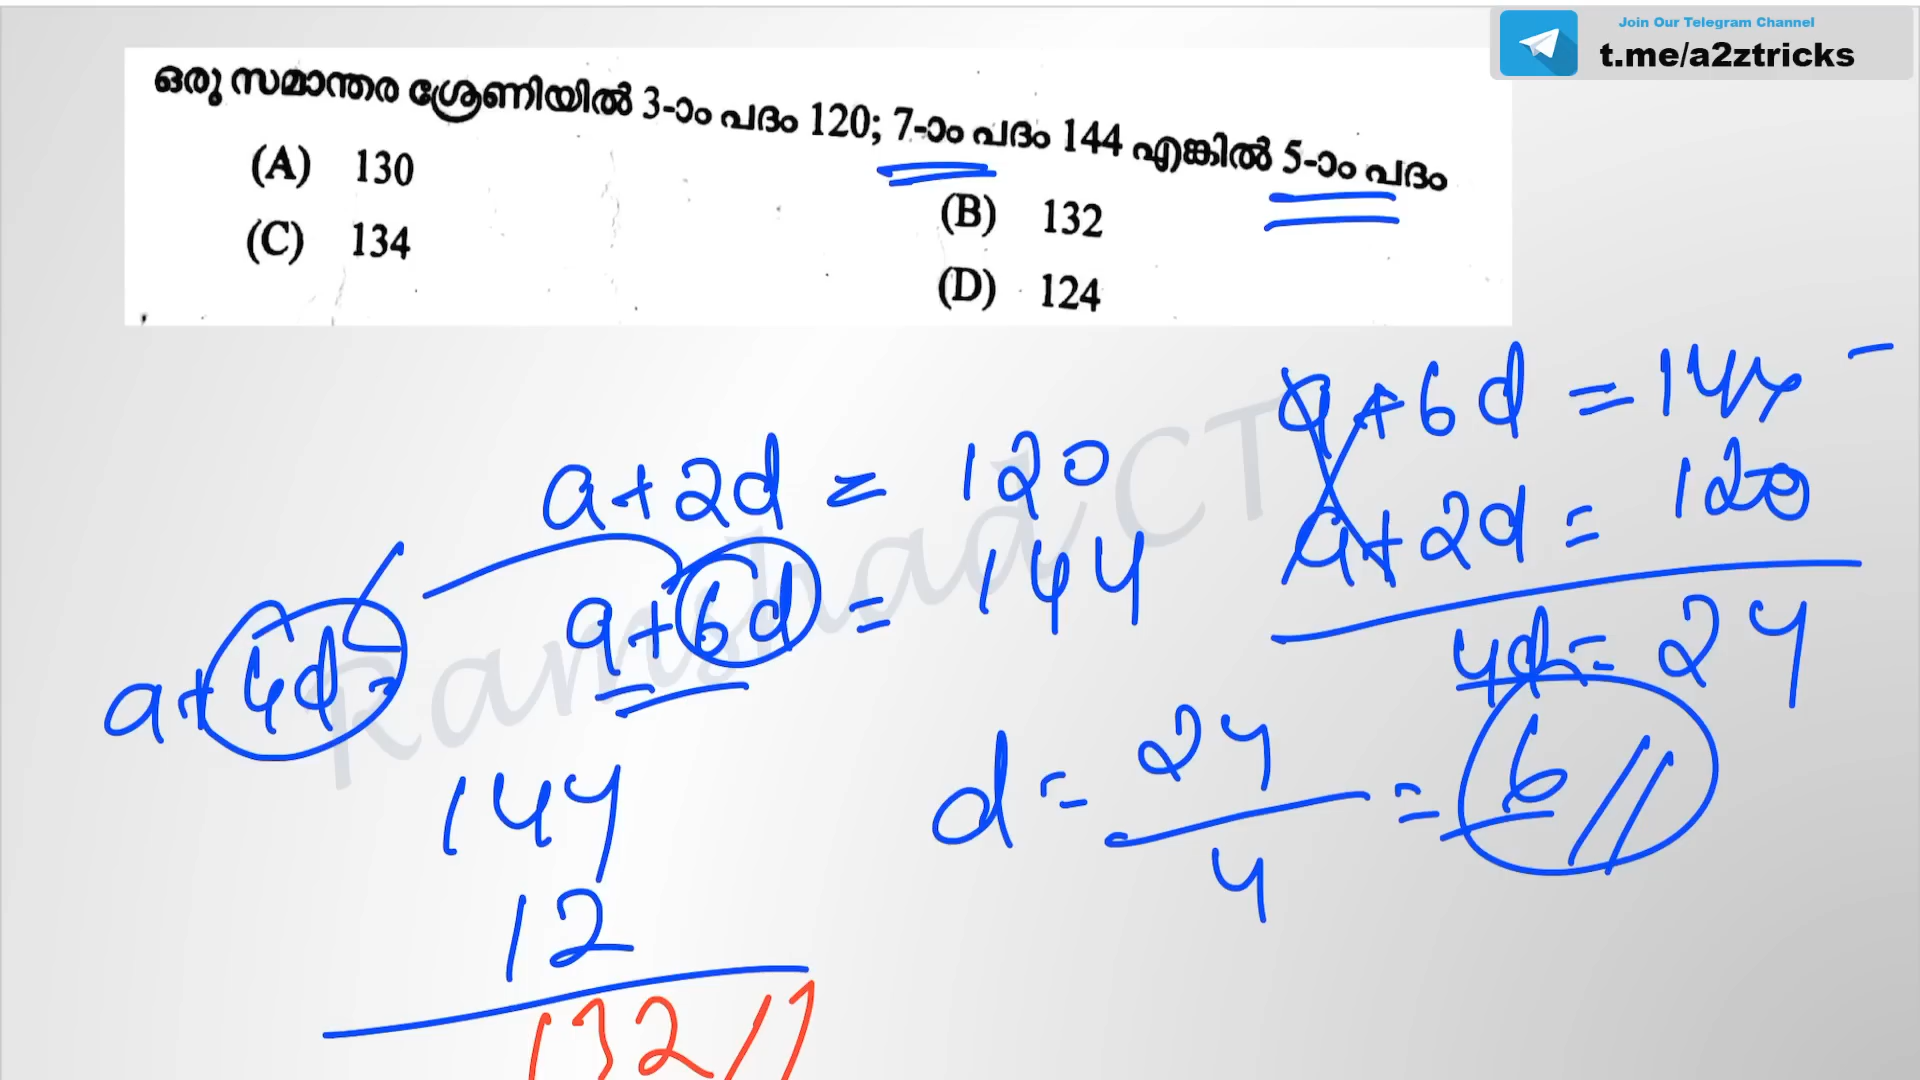 Join Our Telegram Channel
t.me/a2ztricks
ഒരു സമാന്തര ശ്രേണിയിൽ 3-ാം പദം 120; 7-ാം പദം 144 എങ്കിൽ 5-ാം പദം
(A) 130
(B) 132
(C) 134
(D) 124
a+2d = 120
a+6d = 144
a+4d =
144
12
132//
a+6d = 144 -
a+2d = 120
4d = 24
d = 24
4
= 6 //
Ramshad CT